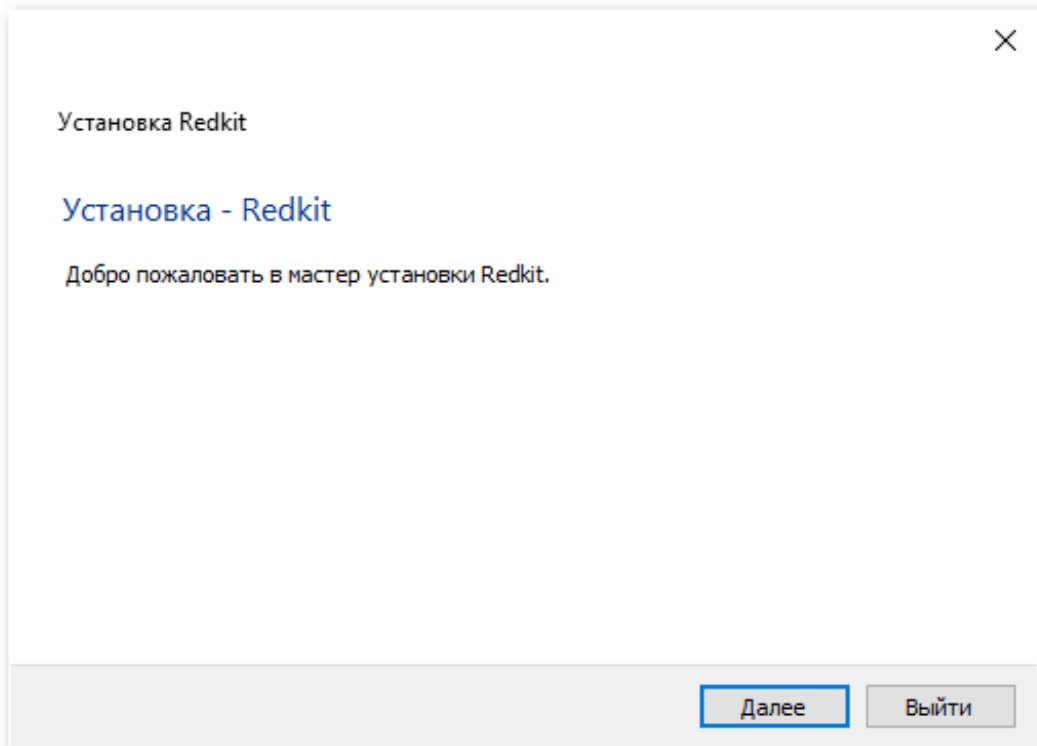 Установка Redkit
Установка - Redkit
Добро пожаловать в мастер установки Redkit.
Далее
Выйти